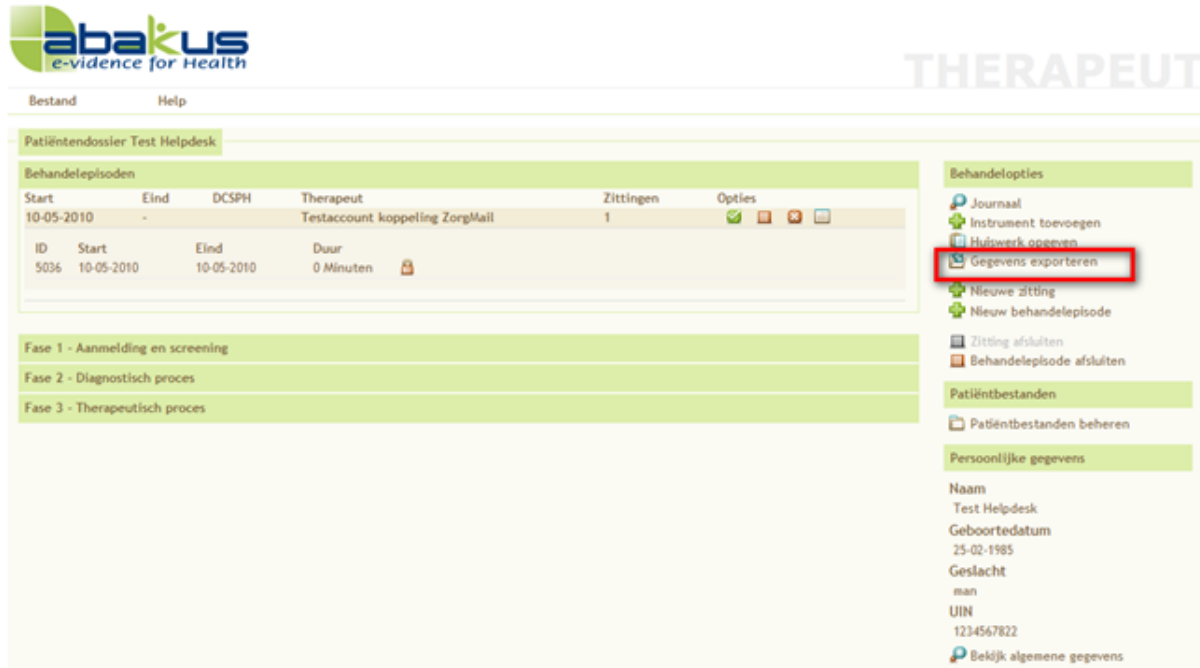 abakus
e-vidence for Health
THERAPEUT
Bestand Help
Patiëntendossier Test Helpdesk
Behandelepisoden
Start Eind DCSPH Therapeut Zittingen Opties
10-05-2010 - Testaccount koppeling ZorgMail 1
ID Start Eind Duur
5036 10-05-2010 10-05-2010 0 Minuten
Fase 1 - Aanmelding en screening
Fase 2 - Diagnostisch proces
Fase 3 - Therapeutisch proces
Behandelopties
Journaal
Instrument toevoegen
Huiswerk opgeven
Gegevens exporteren
Nieuwe zitting
Nieuw behandelepisode
Zitting afsluiten
Behandelepisode afsluiten
Patiëntbestanden
Patiëntbestanden beheren
Persoonlijke gegevens
Naam
Test Helpdesk
Geboortedatum
25-02-1985
Geslacht
man
UIN
1234567822
Bekijk algemene gegevens